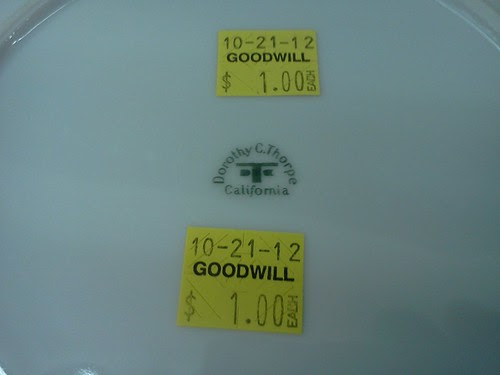 10-21-12
GOODWILL
$ 1.00 EACH
Dorothy C. Thorpe
California
10-21-12
GOODWILL
$ 1.00 EACH